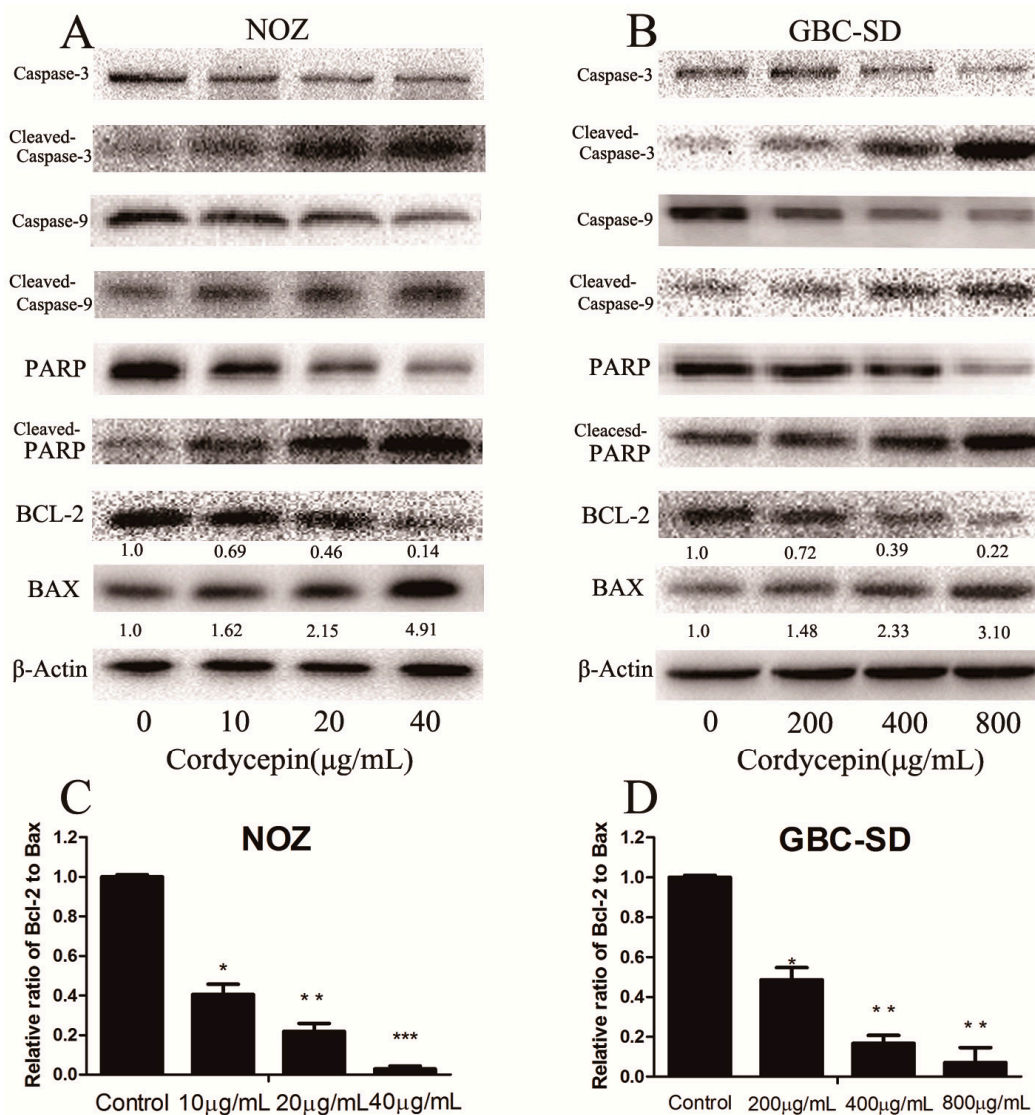 A
NOZ
Caspase-3
Cleaved-
Caspase-3
Caspase-9
Cleaved-
Caspase-9
PARP
Cleaved-
PARP
BCL-2
1.0 0.69 0.46 0.14
BAX
1.0 1.62 2.15 4.91
β-Actin
0 10 20 40
Cordycepin(μg/mL)
B
GBC-SD
Caspase-3
Cleaved-
Caspase-3
Caspase-9
Cleaved-
Caspase-9
PARP
Cleacesd-
PARP
BCL-2
1.0 0.72 0.39 0.22
BAX
1.0 1.48 2.33 3.10
β-Actin
0 200 400 800
Cordycepin(μg/mL)
C
NOZ
Relative ratio of Bcl-2 to Bax
1.2
1.0
0.8
0.6
0.4
0.2
0.0
*
* *
***
Control 10μg/mL 20μg/mL 40μg/mL
D
GBC-SD
Relative ratio of Bcl-2 to Bax
1.2
1.0
0.8
0.6
0.4
0.2
0.0
*
* *
* *
Control 200μg/mL 400μg/mL 800μg/mL